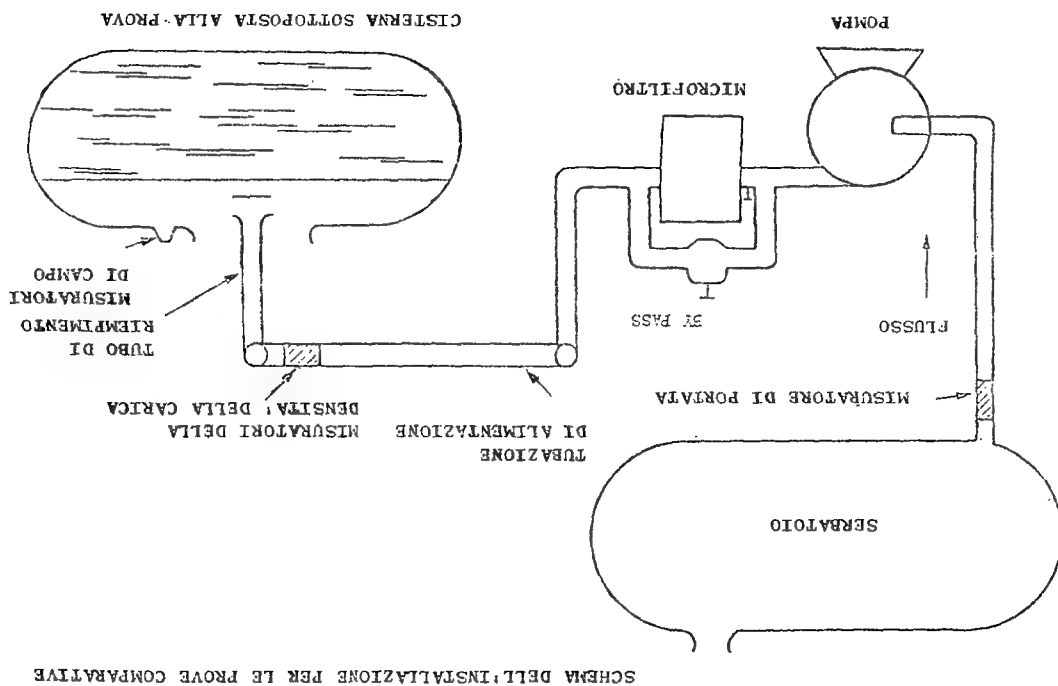 SCHEMA DELL'INSTALLAZIONE PER LE PROVE COMPARATIVE
SERBATOIO
MISURATORE DI PORTATA
TUBAZIONE
DI ALIMENTAZIONE
MISURATORI DELLA
DENSITA' DELLA CARICA
FLUSSO
BY PASS
TUBO DI
RIEMPIMENTO
MISURATORI
DI CAMPO
MICROFILTRO
POMPA
CISTERNA SOTTOPOSTA ALLA PROVA